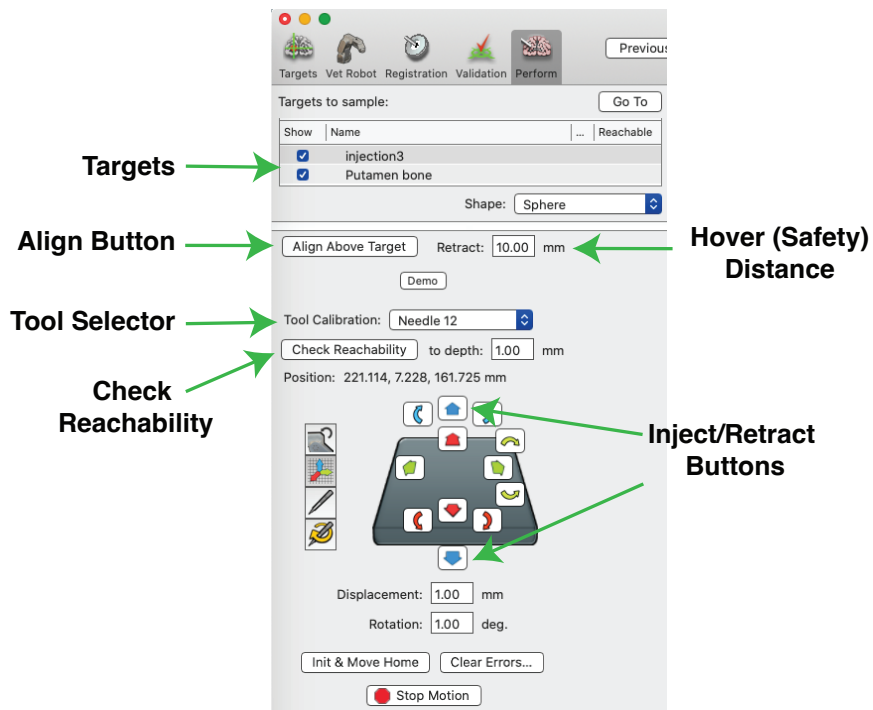 Previou
Targets Vet Robot Registration Validation Perform
Targets to sample: Go To
Show Name ... Reachable
injection3
Targets
Putamen bone
Shape: Sphere
Align Button
Align Above Target Retract: 10.00 mm
Hover (Safety)
Distance
Demo
Tool Selector
Tool Calibration: Needle 12
Check Reachability to depth: 1.00 mm
Position: 221.114, 7.228, 161.725 mm
Check
Reachability
Inject/Retract
Buttons
Displacement: 1.00 mm
Rotation: 1.00 deg.
Init & Move Home Clear Errors...
Stop Motion